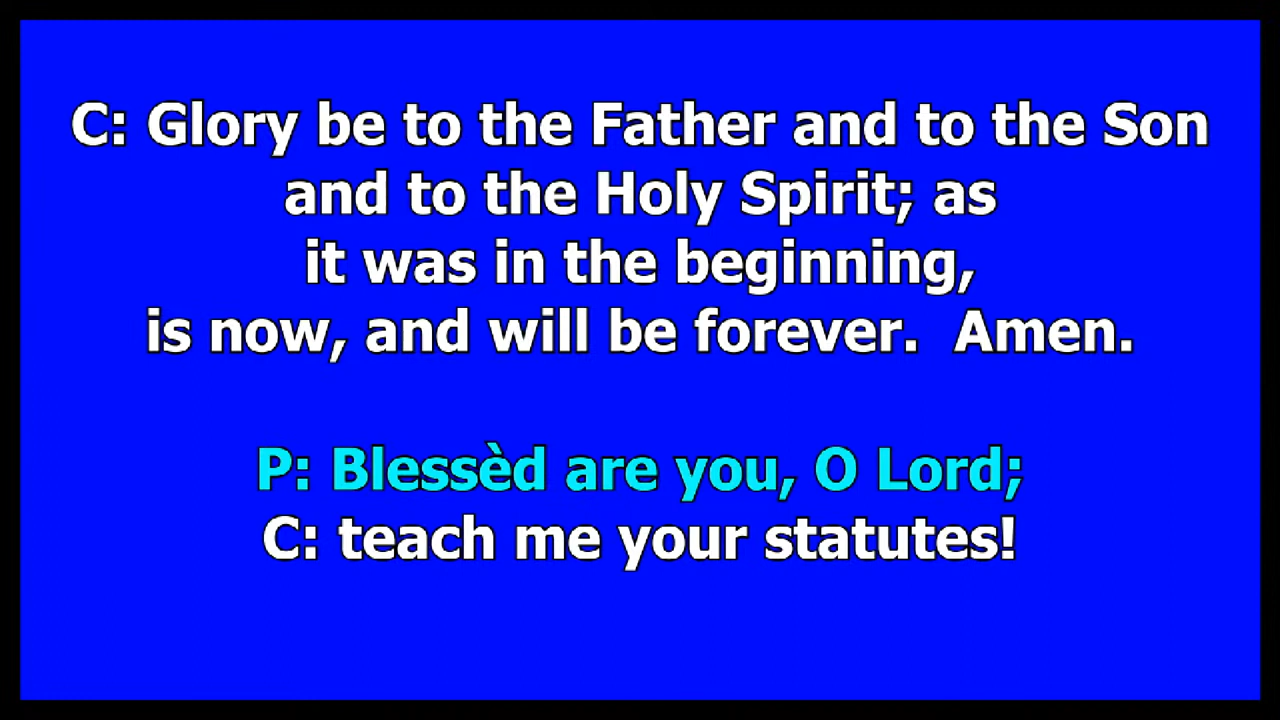 C: Glory be to the Father and to the Son
and to the Holy Spirit; as
it was in the beginning,
is now, and will be forever.  Amen.
P: Blessèd are you, O Lord;
C: teach me your statutes!